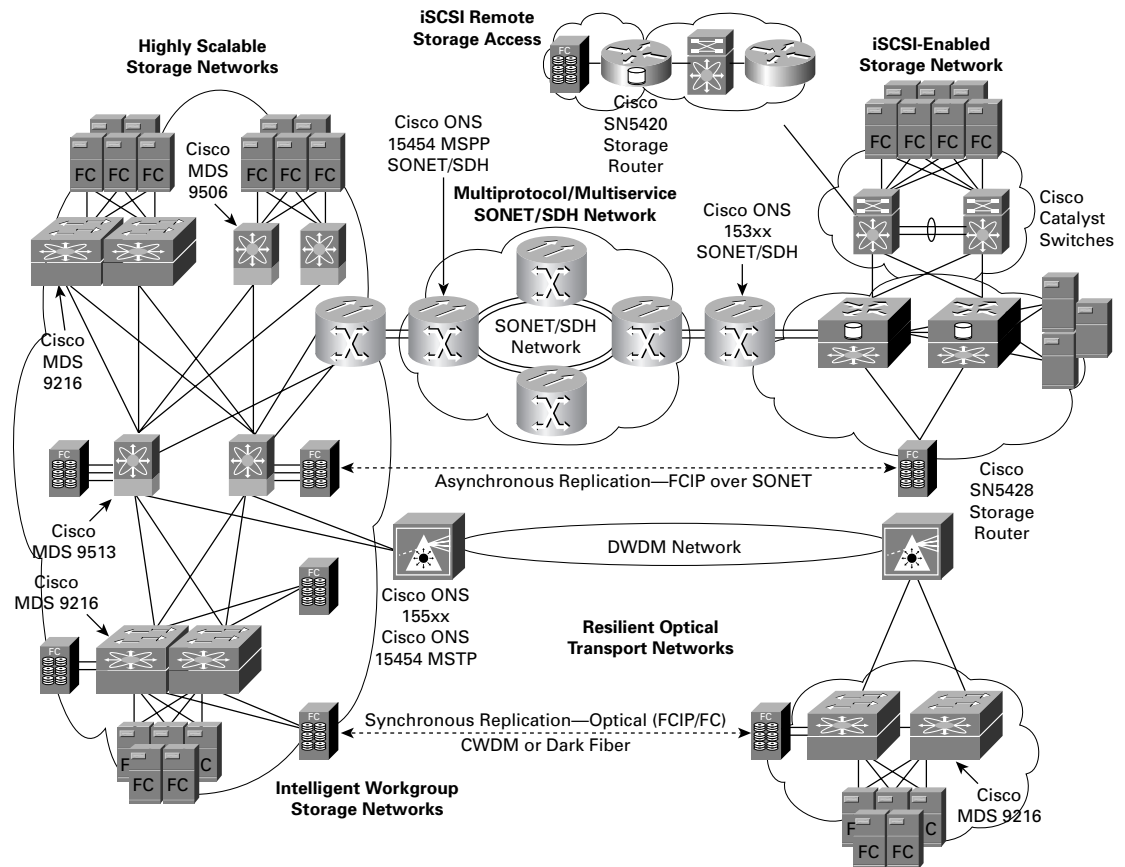 iSCSI Remote
Storage Access
Highly Scalable
Storage Networks
iSCSI-Enabled
Storage Network
FC
Cisco
SN5420
Storage
Router
Cisco ONS
15454 MSPP
SONET/SDH
Cisco
MDS
9506
FC
FC
FC
FC
FC
FC
FC
FC
FC
FC
Multiprotocol/Multiservice
SONET/SDH Network
Cisco ONS
153xx
SONET/SDH
Cisco
Catalyst
Switches
SONET/SDH
Network
Cisco
MDS
9216
FC
FC
FC
Asynchronous Replication—FCIP over SONET
Cisco
SN5428
Storage
Router
Cisco
MDS 9513
DWDM Network
Cisco
MDS 9216
FC
Cisco ONS
155xx
Cisco ONS
15454 MSTP
Resilient Optical
Transport Networks
FC
FC
Synchronous Replication—Optical (FCIP/FC)
CWDM or Dark Fiber
FC
F
C
FC
FC
Intelligent Workgroup
Storage Networks
Cisco
MDS 9216
F
C
FC
FC